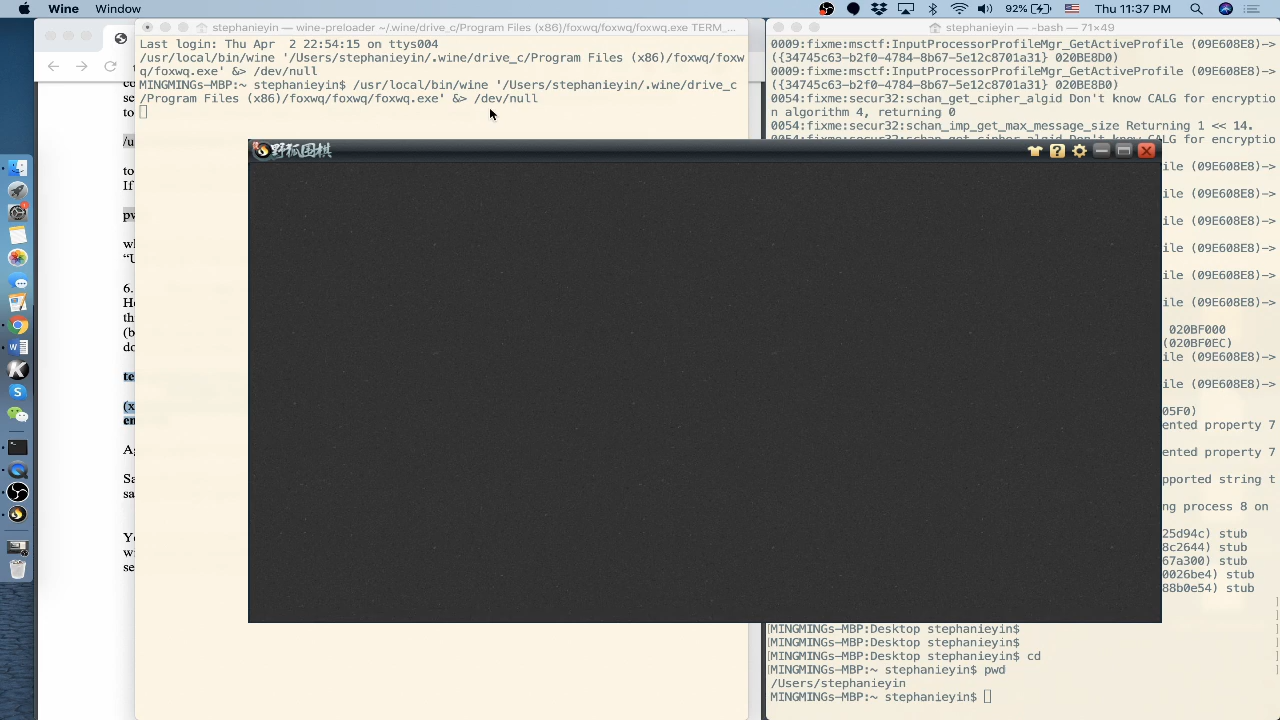 Wine Window
92% Thu Apr 2 11:37 PM
stephanieyin — wine-preloader ~/.wine/drive_c/Program Files (x86)/foxwq/foxwq/foxwq.exe TERM_...
Last login: Thu Apr  2 22:54:15 on ttys004
/usr/local/bin/wine '/Users/stephanieyin/.wine/drive_c/Program Files (x86)/foxwq/foxw
q/foxwq.exe' &> /dev/null
MINGMINGs-MBP:~ stephanieyin$ /usr/local/bin/wine '/Users/stephanieyin/.wine/drive_c
/Program Files (x86)/foxwq/foxwq/foxwq.exe' &> /dev/null
stephanieyin — -bash — 71×49
0009:fixme:msctf:InputProcessorProfileMgr_GetActiveProfile (09E608E8)->
({34745c63-b2f0-4784-8b67-5e12c8701a31} 020BE8D0)
0009:fixme:msctf:InputProcessorProfileMgr_GetActiveProfile (09E608E8)->
({34745c63-b2f0-4784-8b67-5e12c8701a31} 020BE8D0)
0054:fixme:secur32:schan_get_cipher_algid Don't know CALG for encryptio
n algorithm 4, returning 0
0054:fixme:secur32:schan_imp_get_max_message_size Returning 1 << 14.
野狐围棋
ile (09E608E8)->
ile (09E608E8)->
ile (09E608E8)->
ile (09E608E8)->
ile (09E608E8)->
ile (09E608E8)->
020BF000
(020BF0EC)
ile (09E608E8)->
ile (09E608E8)->
05F0)
ented property 7
ented property 7
pported string t
ng process 8 on
25d94c) stub
8c2644) stub
67a300) stub
0026be4) stub
88b0e54) stub
MINGMINGs-MBP:Desktop stephanieyin$
MINGMINGs-MBP:Desktop stephanieyin$
MINGMINGs-MBP:Desktop stephanieyin$ cd
MINGMINGs-MBP:~ stephanieyin$ pwd
/Users/stephanieyin
MINGMINGs-MBP:~ stephanieyin$